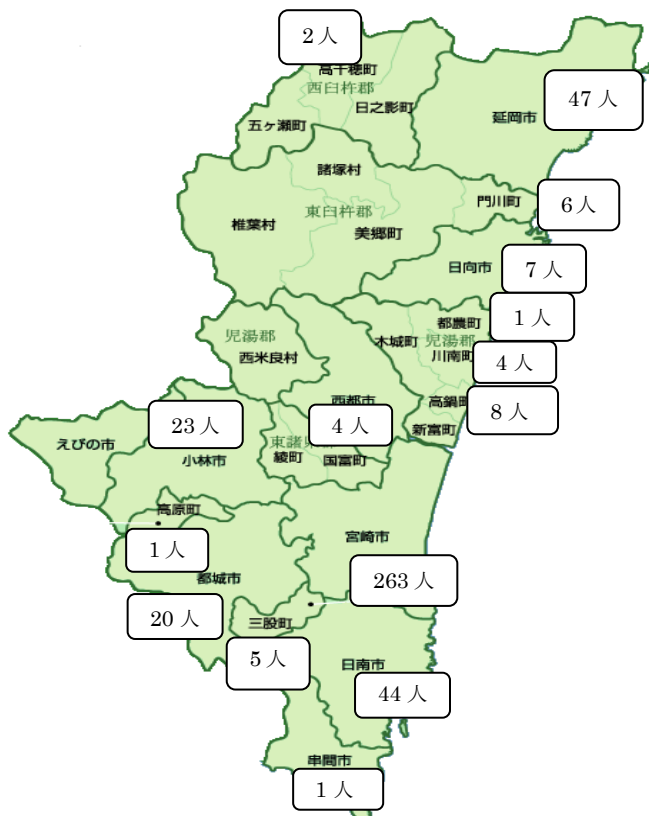 2人
高千穂町
西臼杵郡
日之影町
五ヶ瀬町
47人
延岡市
諸塚村
門川町
6人
東臼杵郡
椎葉村
美郷町
日向市
7人
1人
都農町
児湯郡
木城町
児湯郡
川南町
西米良村
4人
西都市
高鍋町
8人
23人
4人
新富町
えびの市
東諸県郡
小林市
綾町
国富町
高原町
宮崎市
1人
都城市
263人
20人
三股町
5人
日南市
44人
串間市
1人